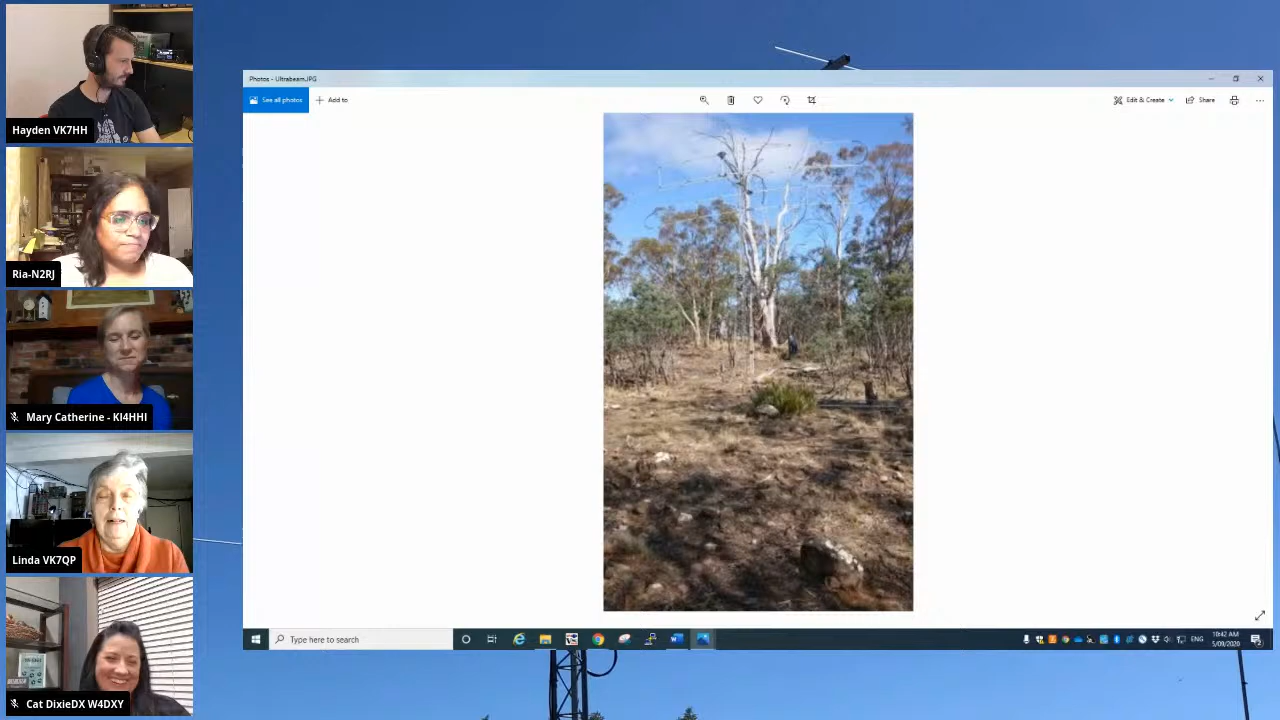 Hayden VK7HH
Ria-N2RJ
Mary Catherine - KI4HHI
Linda VK7QP
Cat DixieDX W4DXY
Photos - Ultrabeam.JPG
See all photos
Add to
Edit & Create
Share
Type here to search
ENG
10:42 AM
5/09/2020